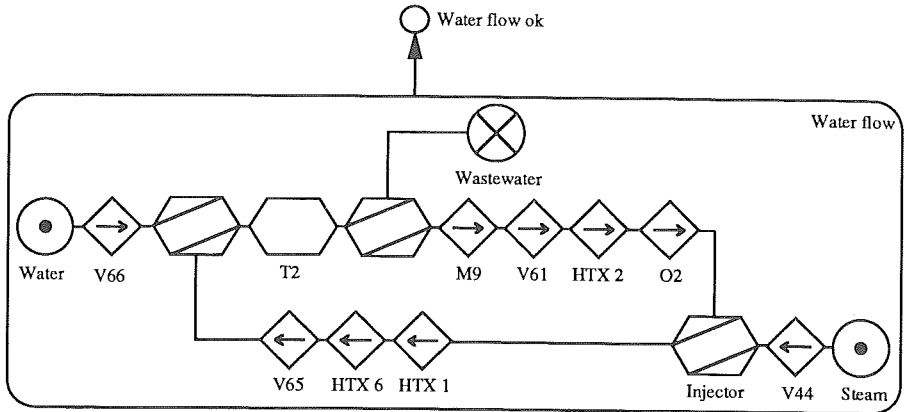 Water flow ok
Water flow
Wastewater
Water
V66
T2
M9
V61
HTX 2
O2
V65
HTX 6
HTX 1
Injector
V44
Steam